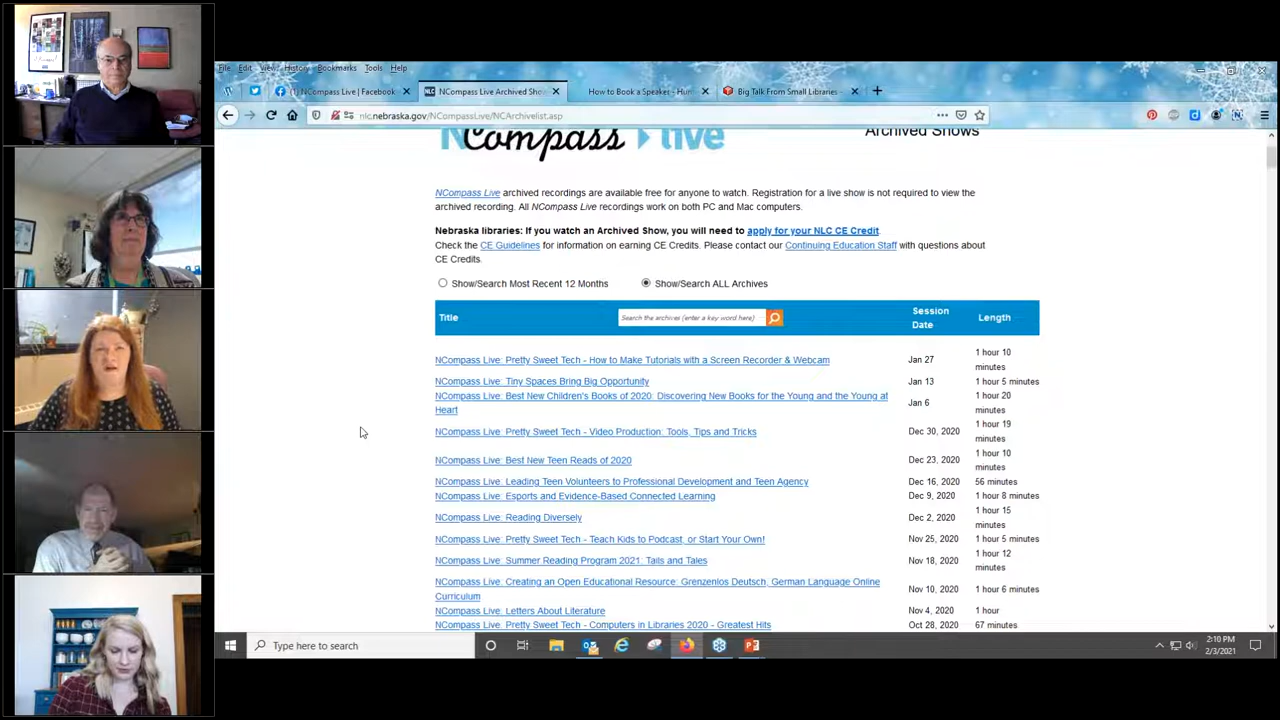 File Edit View History Bookmarks Tools Help
(1) NCompass Live | Facebook
NLC NCompass Live Archived Sho
How to Book a Speaker - Hum
Big Talk From Small Libraries -
nlc.nebraska.gov/NCompassLive/NCArchivelist.asp
NCompass live
Archived Shows
NCompass Live archived recordings are available free for anyone to watch. Registration for a live show is not required to view the
archived recording. All NCompass Live recordings work on both PC and Mac computers.
Nebraska libraries: If you watch an Archived Show, you will need to apply for your NLC CE Credit.
Check the CE Guidelines for information on earning CE Credits. Please contact our Continuing Education Staff with questions about
CE Credits.
Show/Search Most Recent 12 Months Show/Search ALL Archives
Title Search the archives (enter a key word here) Session Date Length
NCompass Live: Pretty Sweet Tech - How to Make Tutorials with a Screen Recorder & Webcam Jan 27 1 hour 10 minutes
NCompass Live: Tiny Spaces Bring Big Opportunity Jan 13 1 hour 5 minutes
NCompass Live: Best New Children's Books of 2020: Discovering New Books for the Young and the Young at
Heart Jan 6 1 hour 20 minutes
NCompass Live: Pretty Sweet Tech - Video Production: Tools, Tips and Tricks Dec 30, 2020 1 hour 19 minutes
NCompass Live: Best New Teen Reads of 2020 Dec 23, 2020 1 hour 10 minutes
NCompass Live: Leading Teen Volunteers to Professional Development and Teen Agency Dec 16, 2020 56 minutes
NCompass Live: Esports and Evidence-Based Connected Learning Dec 9, 2020 1 hour 8 minutes
NCompass Live: Reading Diversely Dec 2, 2020 1 hour 15 minutes
NCompass Live: Pretty Sweet Tech - Teach Kids to Podcast, or Start Your Own! Nov 25, 2020 1 hour 5 minutes
NCompass Live: Summer Reading Program 2021: Tails and Tales Nov 18, 2020 1 hour 12 minutes
NCompass Live: Creating an Open Educational Resource: Grenzenlos Deutsch, German Language Online
Curriculum Nov 10, 2020 1 hour 6 minutes
NCompass Live: Letters About Literature Nov 4, 2020 1 hour
NCompass Live: Pretty Sweet Tech - Computers in Libraries 2020 - Greatest Hits Oct 28, 2020 67 minutes
Type here to search
2:10 PM
2/3/2021